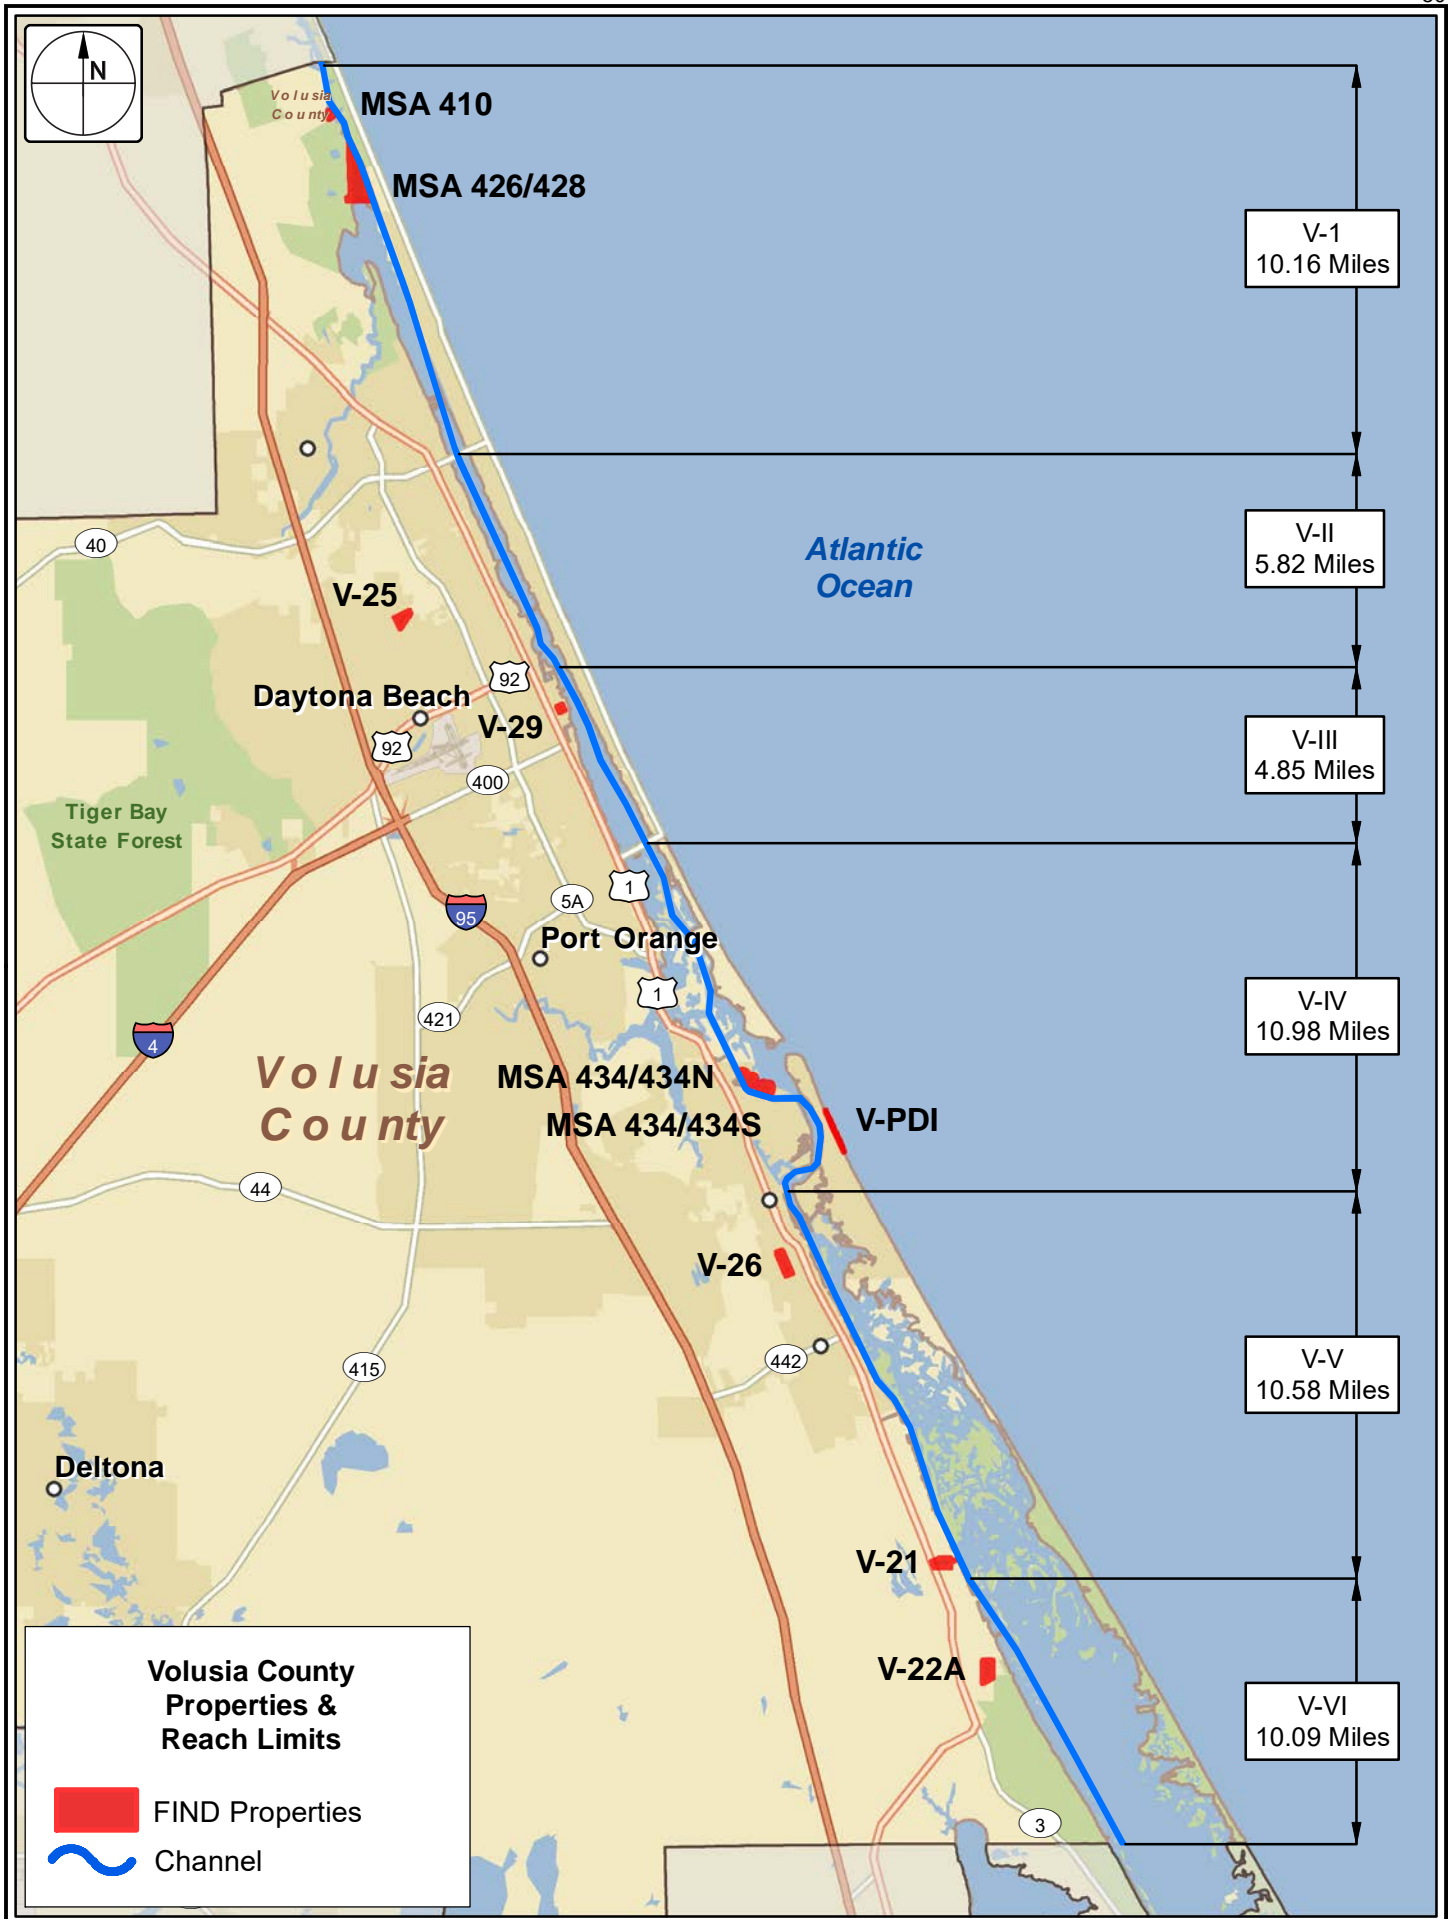 N
Volusia
County
MSA 410
MSA 426/428
V-1
10.16 Miles
40
Atlantic
Ocean
V-II
5.82 Miles
V-25
92
Daytona Beach
V-29
92
400
V-III
4.85 Miles
Tiger Bay
State Forest
1
5A
95
Port Orange
1
421
4
V-IV
10.98 Miles
Volusia
County
MSA 434/434N
MSA 434/434S
V-PDI
44
V-26
442
415
V-V
10.58 Miles
Deltona
V-21
V-22A
V-VI
10.09 Miles
3
Volusia County
Properties &
Reach Limits
FIND Properties
Channel